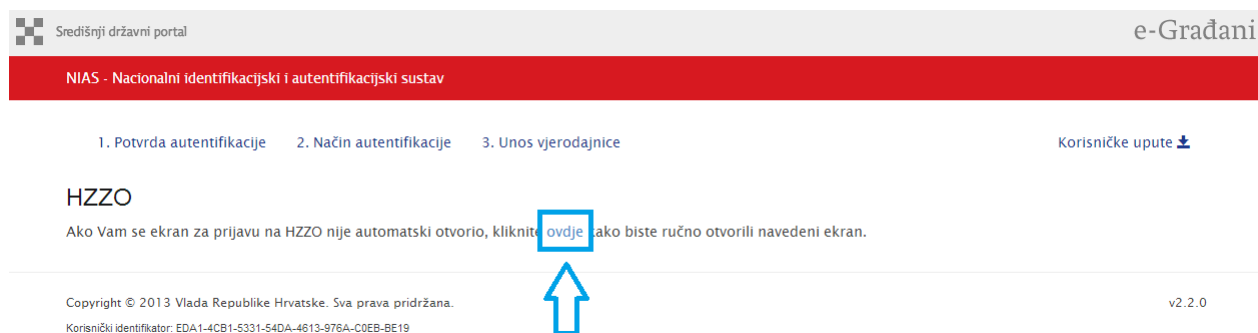 Središnji državni portal
e-Građani
NIAS - Nacionalni identifikacijski i autentifikacijski sustav
1. Potvrda autentifikacije 2. Način autentifikacije 3. Unos vjerodajnice Korisničke upute
HZZO
Ako Vam se ekran za prijavu na HZZO nije automatski otvorio, kliknite ovdje kako biste ručno otvorili navedeni ekran.
Copyright © 2013 Vlada Republike Hrvatske. Sva prava pridržana. v2.2.0
Korisnički identifikator: EDA1-4CB1-5331-54DA-4613-976A-C0EB-BE19